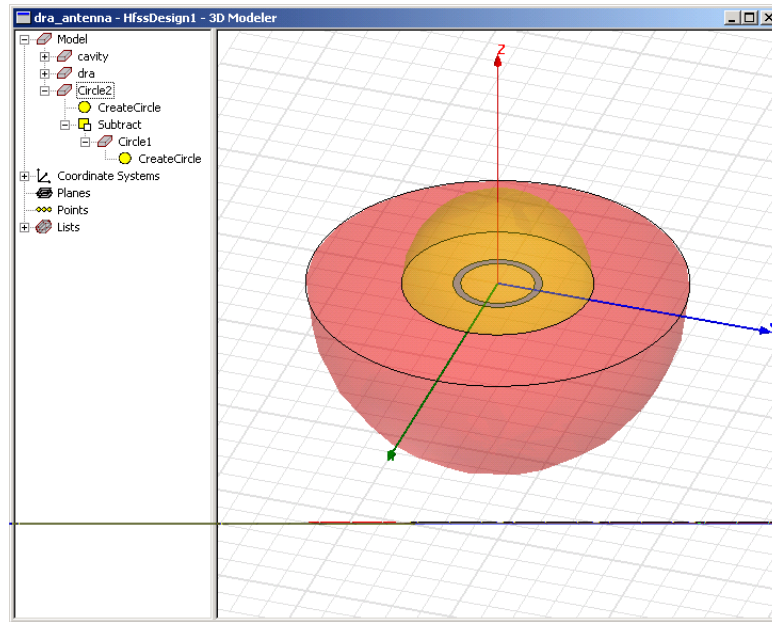 dra_antenna - HfssDesign1 - 3D Modeler
Model
cavity
dra
Circle2
CreateCircle
Subtract
Circle1
CreateCircle
Coordinate Systems
Planes
Points
Lists
Z